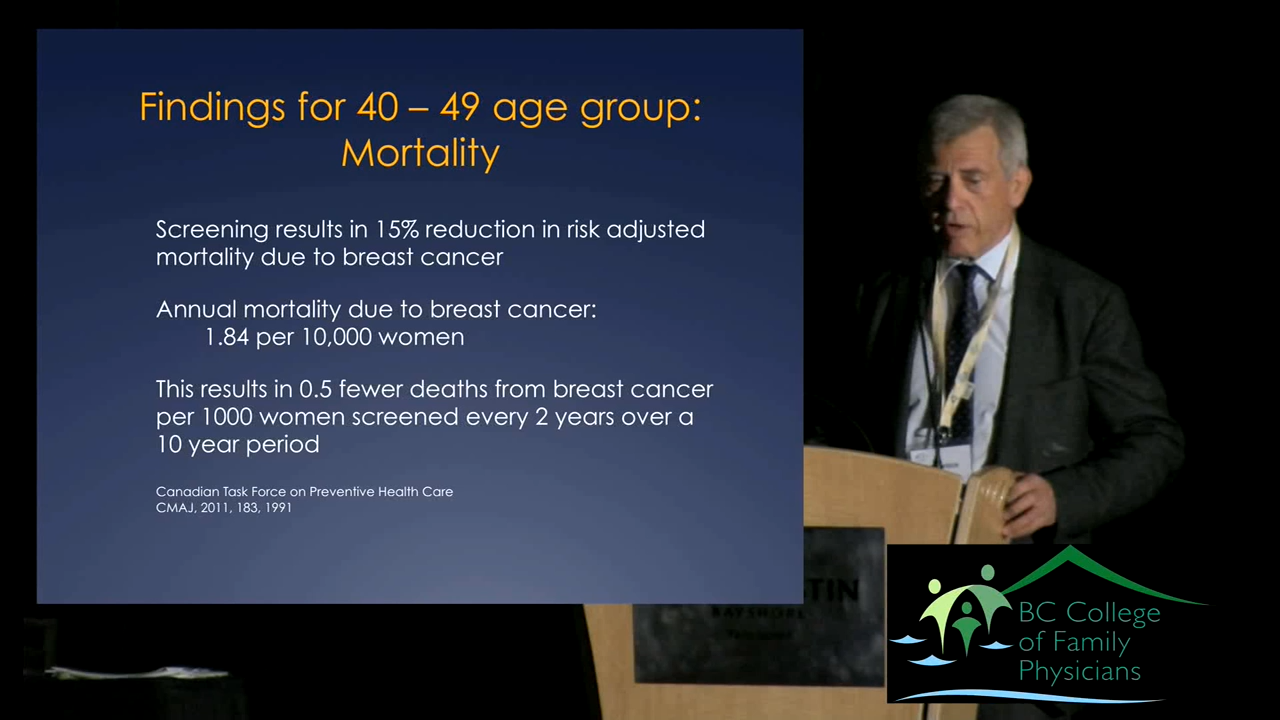 Findings for 40 – 49 age group:
Mortality
Screening results in 15% reduction in risk adjusted
mortality due to breast cancer
Annual mortality due to breast cancer:
1.84 per 10,000 women
This results in 0.5 fewer deaths from breast cancer
per 1000 women screened every 2 years over a
10 year period
Canadian Task Force on Preventive Health Care
CMAJ, 2011, 183, 1991
TIN
BAYSHORE
BC College
of Family
Physicians